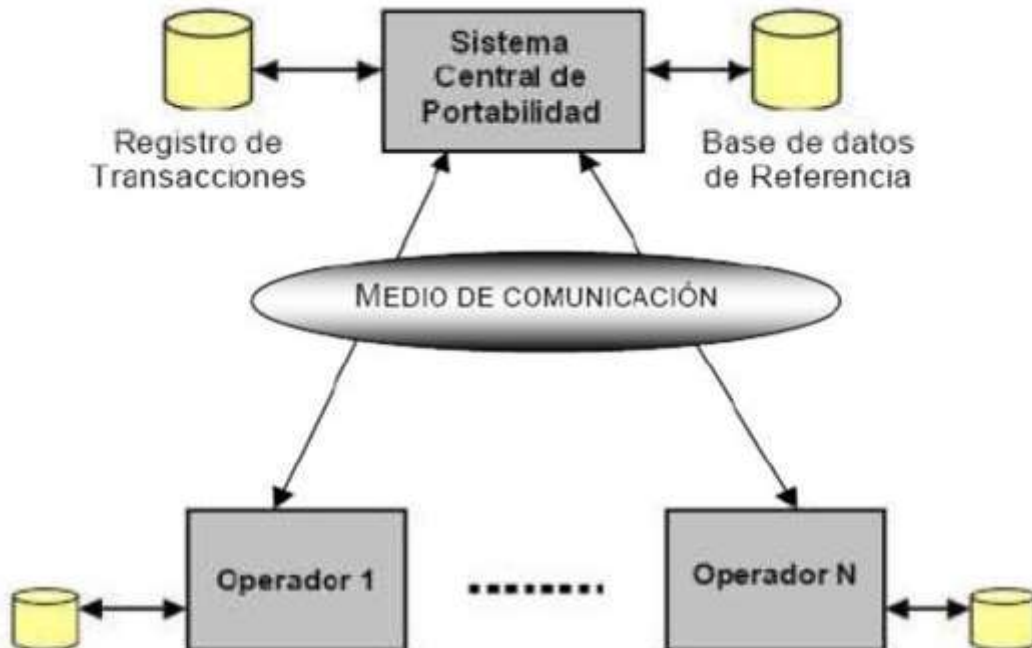 Sistema
Central de
Portabilidad
Registro de
Transacciones
Base de datos
de Referencia
MEDIO DE COMUNICACIÓN
Operador 1
Operador N